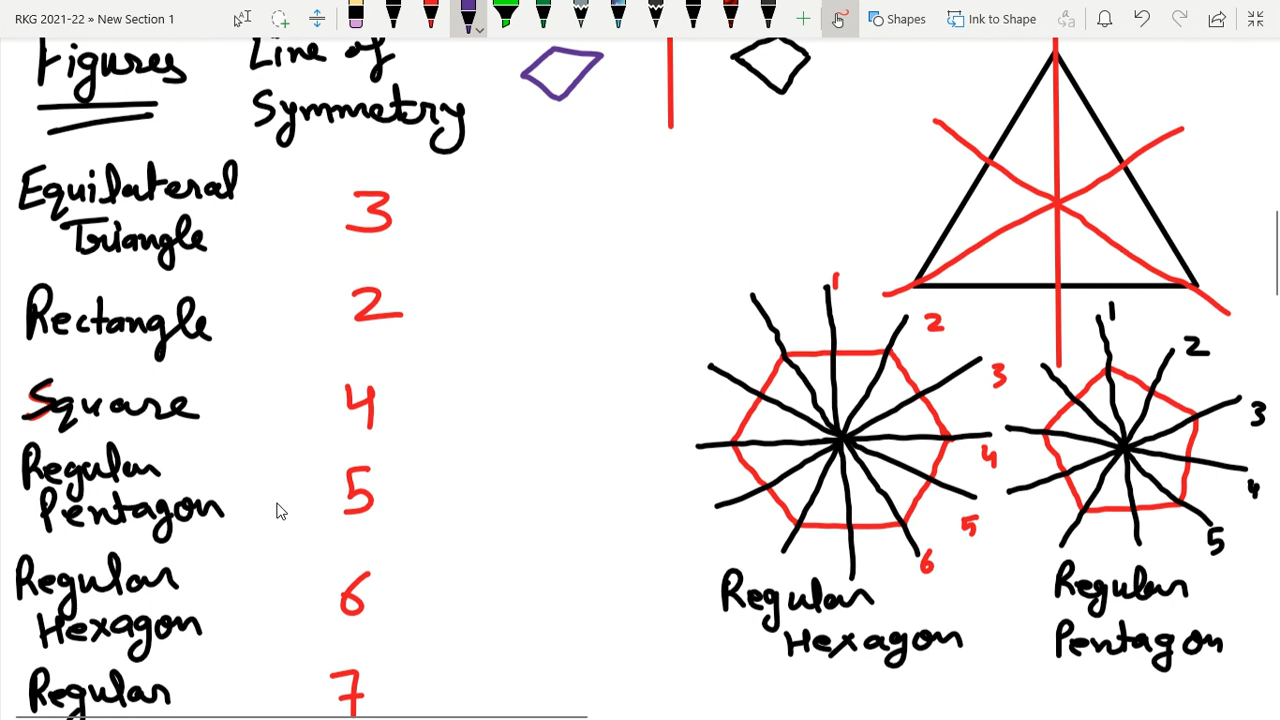 RKG 2021-22 » New Section 1
Shapes
Ink to Shape
Figures
Line of
Symmetry
Equilateral
Triangle
3
Rectangle
2
Square
4
Regular
Pentagon
5
Regular
Hexagon
6
Regular
7
1
2
3
4
5
6
Regular
Hexagon
1
2
3
4
5
Regular
Pentagon